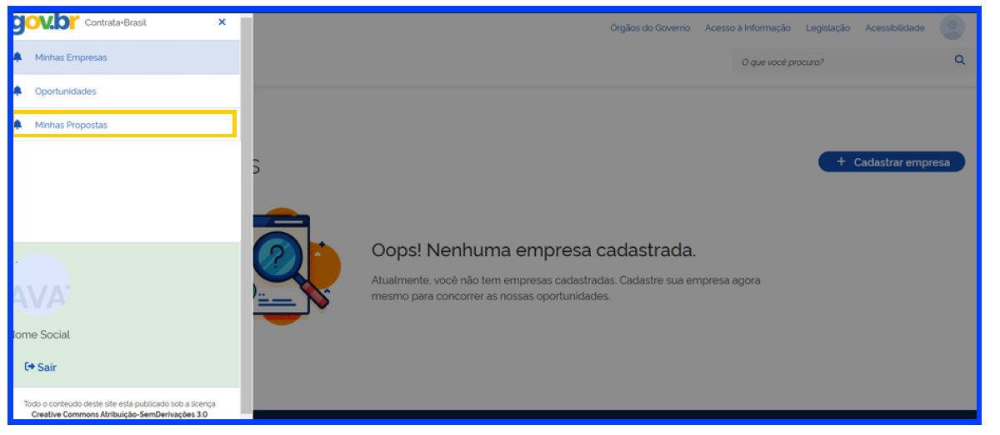 gov.br Contrata+Brasil
Minhas Empresas
Oportunidades
Minhas Propostas
Nome Social
Sair
Todo o conteúdo deste site está publicado sob a licença
Creative Commons Atribuição-SemDerivações 3.0
Órgãos do Governo Acesso à Informação Legislação Acessibilidade
O que você procura?
+ Cadastrar empresa
Oops! Nenhuma empresa cadastrada.
Atualmente, você não tem empresas cadastradas. Cadastre sua empresa agora
mesmo para concorrer as nossas oportunidades.